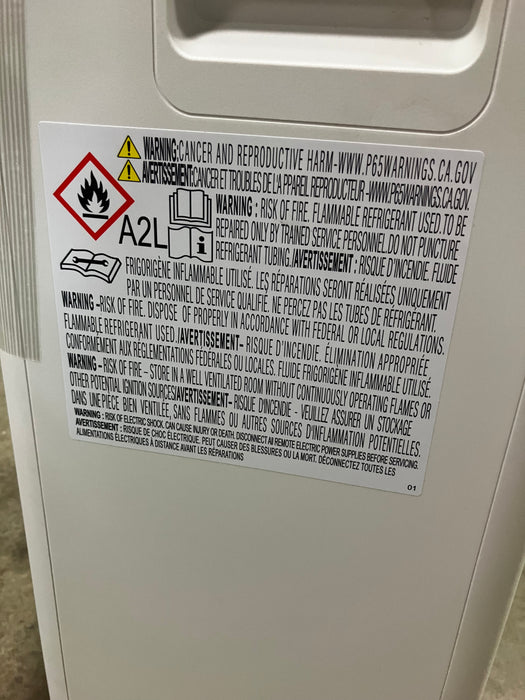 WARNING:CANCER AND REPRODUCTIVE HARM-WWW.P65WARNINGS.CA.GOV
AVERTISSEMENT:CANCER ET TROUBLES DE L'A PPAREIL REPRODUCTEUR -WWW.P65WARNINGS.CA.GOV.
WARNING : RISK OF FIRE. FLAMMABLE REFRIGERANT USED. TO BE
A2L REPAIRED ONLY BY TRAINED SERVICE PERSONNEL. DO NOT PUNCTURE
REFRIGERANT TUBING./AVERTISSEMENT : RISQUE D'INCENDIE. FLUIDE
FRIGORIGÈNE INFLAMMABLE UTILISÉ. LES RÉPARATIONS SERONT RÉALISÉES UNIQUEMENT
PAR UN PERSONNEL DE SERVICE QUALIFIE. NE PERCEZ PAS LES TUBES DE RÉFRIGÉRANT.
WARNING -RISK OF FIRE. DISPOSE OF PROPERLY IN ACCORDANCE WITH FEDERAL OR LOCAL REGULATIONS.
FLAMMABLE REFRIGERANT USED./AVERTISSEMENT- RISQUE D'INCENDIE. ÉLIMINATION APPROPRIÉE
CONFORMÉMENT AUX RÉGLEMENTATIONS FÉDÉRALES OU LOCALES. FLUIDE FRIGORIGÈNE INFLAMMABLE UTILISÉ.
WARNING - RISK OF FIRE - STORE IN A WELL VENTILATED ROOM WITHOUT CONTINUOUSLY OPERATING FLAMES OR
OTHER POTENTIAL IGNITION SOURCES/AVERTISSEMENT- RISQUE D'INCENDIE - VEUILLEZ ASSURER UN STOCKAGE
DANS UNE PIÈCE BIEN VENTILÉE, SANS FLAMMES OU AUTRES SOURCES D'INFLAMMATION POTENTIELLES.
WARNING : RISK OF ELECTRIC SHOCK. CAN CAUSE INJURY OR DEATH. DISCONNECT All REMOTE ELECTRIC POWER SUPPLIES BEFORE SERVICING.
AVERTISSEMENT : RISQUE DE CHOC ÉLECTRIQUE. PEUT CAUSER DES BLESSURES OU LA MORT. DÉCONNECTEZ TOUTES LES
ALIMENTATIONS ÉLECTRIQUES À DISTANCE AVANT LES RÉPARATIONS
01